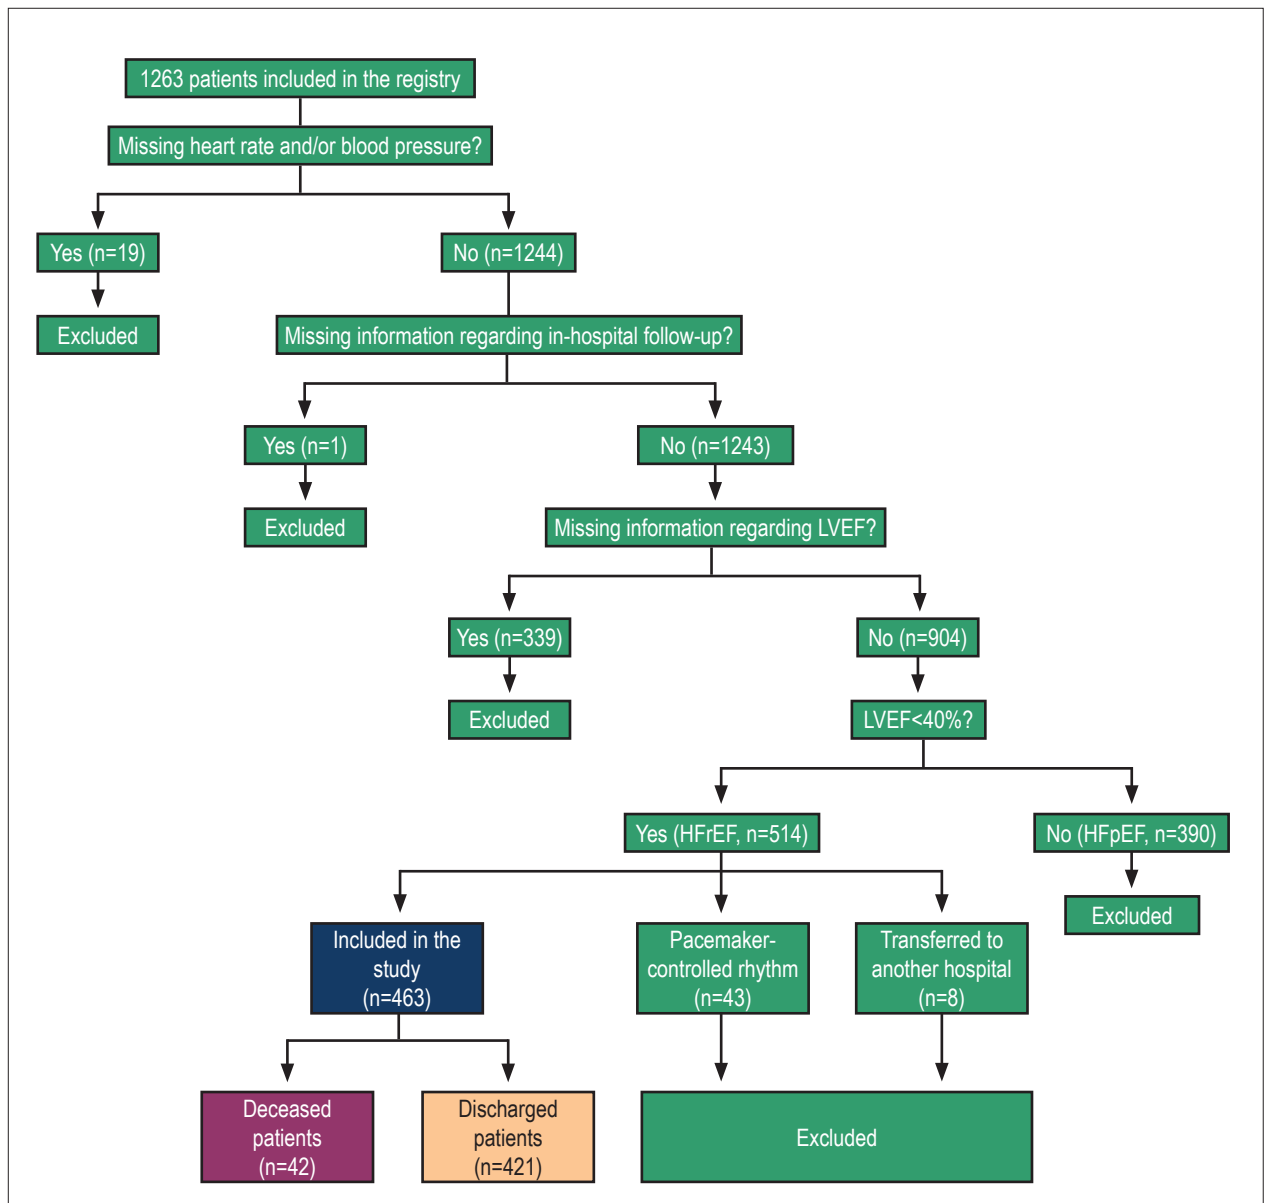 1263 patients included in the registry
Missing heart rate and/or blood pressure?
Yes (n=19)
No (n=1244)
Excluded
Missing information regarding in-hospital follow-up?
Yes (n=1)
No (n=1243)
Excluded
Missing information regarding LVEF?
Yes (n=339)
No (n=904)
Excluded
LVEF<40%?
Yes (HFrEF, n=514)
No (HFpEF, n=390)
Excluded
Included in the
study
(n=463)
Pacemaker-
controlled rhythm
(n=43)
Transferred to
another hospital
(n=8)
Deceased
patients
(n=42)
Discharged
patients
(n=421)
Excluded